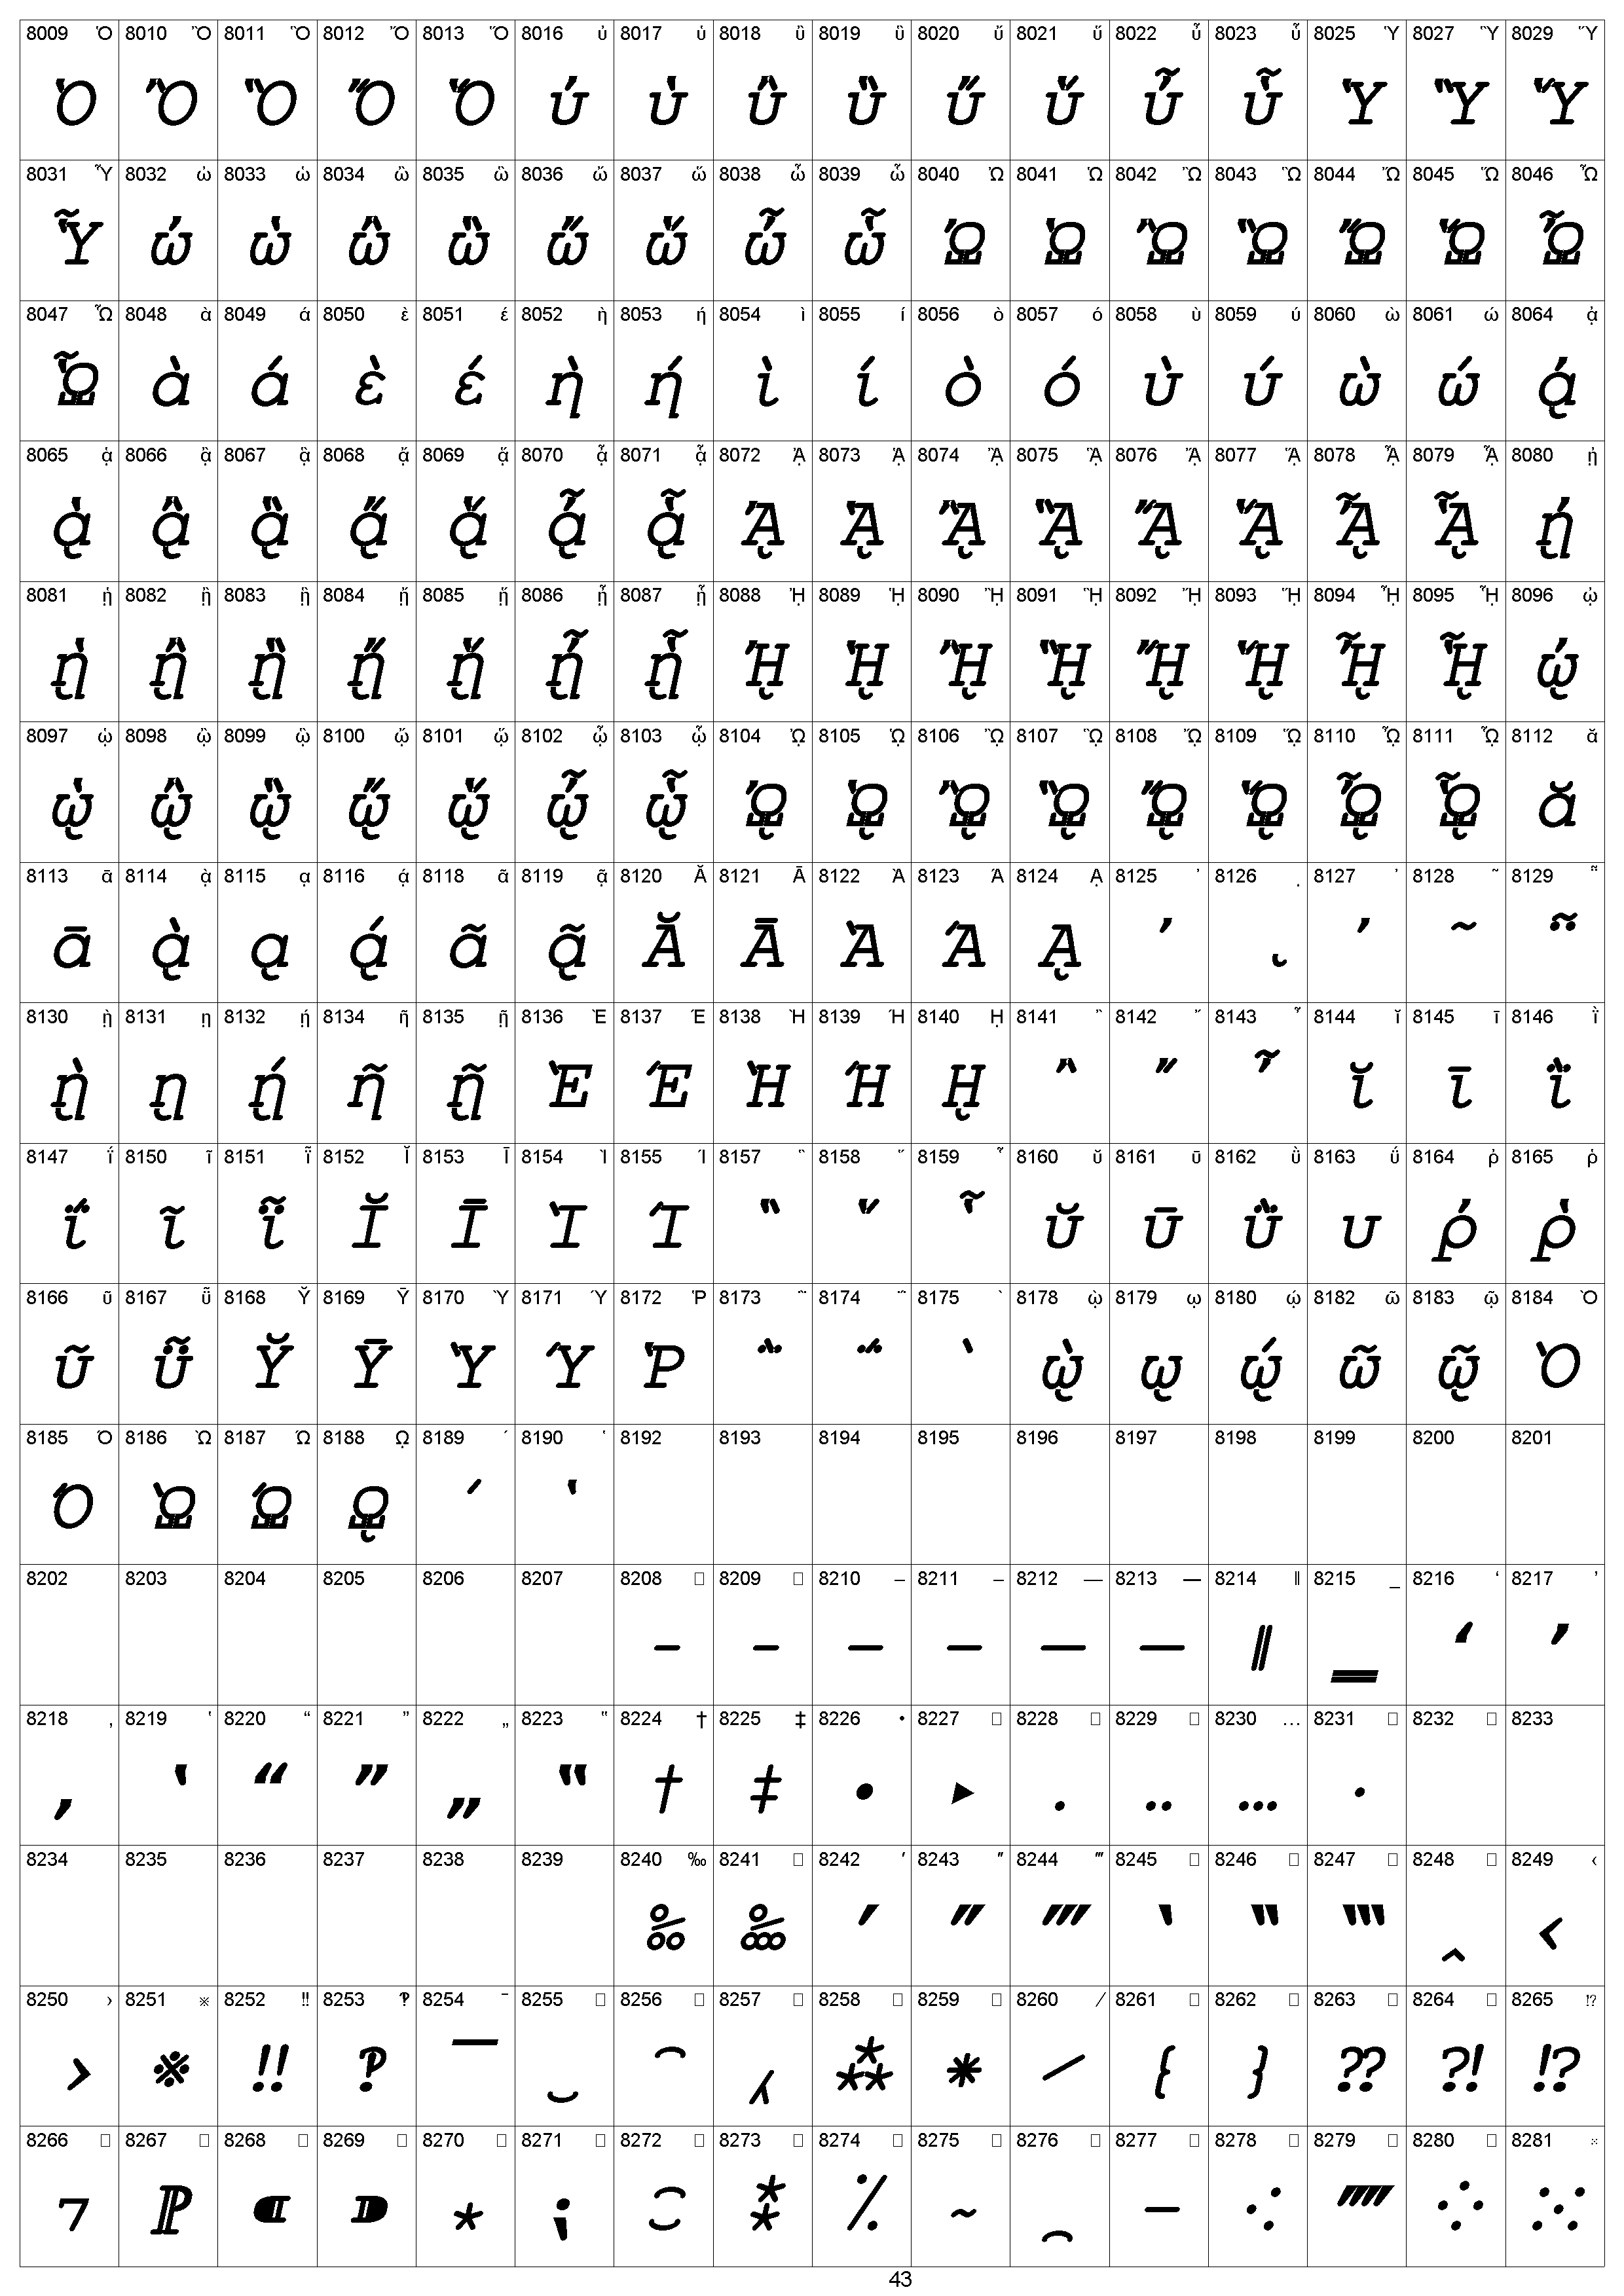 8009 Ὁ 8010 Ὂ 8011 Ὃ 8012 Ὄ 8013 Ὅ 8016 ὐ 8017 ὑ 8018 ὒ 8019 ὓ 8020 ὔ 8021 ὕ 8022 ὖ 8023 ὗ 8025 Ὑ 8027 Ὓ 8029 Ὕ
Ὁ Ὂ Ὃ Ὄ Ὅ ὐ ὑ ὒ ὓ ὔ ὕ ὖ ὗ Ὑ Ὓ Ὕ
8031 Ὗ 8032 ὠ 8033 ὡ 8034 ὢ 8035 ὣ 8036 ὤ 8037 ὥ 8038 ὦ 8039 ὧ 8040 Ὠ 8041 Ὡ 8042 Ὢ 8043 Ὣ 8044 Ὤ 8045 Ὥ 8046 Ὦ
Ὗ ὠ ὡ ὢ ὣ ὤ ὥ ὦ ὧ Ὠ Ὡ Ὢ Ὣ Ὤ Ὥ Ὦ
8047 Ὧ 8048 ὰ 8049 ά 8050 ὲ 8051 έ 8052 ὴ 8053 ή 8054 ὶ 8055 ί 8056 ὸ 8057 ό 8058 ὺ 8059 ύ 8060 ὼ 8061 ώ 8064 ᾀ
Ὧ ὰ ά ὲ έ ὴ ή ὶ ί ὸ ό ὺ ύ ὼ ώ ᾀ
8065 ᾁ 8066 ᾂ 8067 ᾃ 8068 ᾄ 8069 ᾅ 8070 ᾆ 8071 ᾇ 8072 ᾈ 8073 ᾉ 8074 ᾊ 8075 ᾋ 8076 ᾌ 8077 ᾍ 8078 ᾎ 8079 ᾏ 8080 ᾐ
ᾁ ᾂ ᾃ ᾄ ᾅ ᾆ ᾇ ᾈ ᾉ ᾊ ᾋ ᾌ ᾍ ᾎ ᾏ ᾐ
8081 ᾑ 8082 ᾒ 8083 ᾓ 8084 ᾔ 8085 ᾕ 8086 ᾖ 8087 ᾗ 8088 ᾘ 8089 ᾙ 8090 ᾚ 8091 ᾛ 8092 ᾜ 8093 ᾝ 8094 ᾞ 8095 ᾟ 8096 ᾠ
ᾑ ᾒ ᾓ ᾔ ᾕ ᾖ ᾗ ᾘ ᾙ ᾚ ᾛ ᾜ ᾝ ᾞ ᾟ ᾠ
8097 ᾡ 8098 ᾢ 8099 ᾣ 8100 ᾤ 8101 ᾥ 8102 ᾦ 8103 ᾧ 8104 ᾨ 8105 ᾩ 8106 ᾪ 8107 ᾫ 8108 ᾬ 8109 ᾭ 8110 ᾮ 8111 ᾯ 8112 ᾰ
ᾡ ᾢ ᾣ ᾤ ᾥ ᾦ ᾧ ᾨ ᾩ ᾪ ᾫ ᾬ ᾭ ᾮ ᾯ ᾰ
8113 ᾱ 8114 ᾲ 8115 ᾳ 8116 ᾴ 8118 ᾶ 8119 ᾷ 8120 Ᾰ 8121 Ᾱ 8122 Ὰ 8123 Ά 8124 ᾼ 8125 ᾽ 8126 ι 8127 ᾿ 8128 ῀ 8129 ῁
ᾱ ᾲ ᾳ ᾴ ᾶ ᾷ Ᾰ Ᾱ Ὰ Ά ᾼ ᾽ ι ᾿ ῀ ῁
8130 ῂ 8131 ῃ 8132 ῄ 8134 ῆ 8135 ῇ 8136 Ὲ 8137 Έ 8138 Ὴ 8139 Ή 8140 ῌ 8141 ῍ 8142 ῎ 8143 ῏ 8144 ῐ 8145 ῑ 8146 ῒ
ῂ ῃ ῄ ῆ ῇ Ὲ Έ Ὴ Ή ῌ ῍ ῎ ῏ ῐ ῑ ῒ
8147 ΐ 8150 ῖ 8151 ῗ 8152 Ῐ 8153 Ῑ 8154 Ὶ 8155 Ί 8157 ῝ 8158 ῞ 8159 ῟ 8160 ῠ 8161 ῡ 8162 ῢ 8163 ΰ 8164 ῤ 8165 ῥ
ΐ ῖ ῗ Ῐ Ῑ Ὶ Ί ῝ ῞ ῟ ῠ ῡ ῢ υ ῤ ῥ
8166 ῦ 8167 ῧ 8168 Ῠ 8169 Ῡ 8170 Ὺ 8171 Ύ 8172 Ῥ 8173 ῭ 8174 ΅ 8175 ` 8178 ῲ 8179 ῳ 8180 ῴ 8182 ῶ 8183 ῷ 8184 Ὸ
ῦ ῧ Ῠ Ῡ Ὺ Ύ Ῥ ῭ ΅ ` ῲ ῳ ῴ ῶ ῷ Ὸ
8185 Ό 8186 Ὼ 8187 Ώ 8188 ῼ 8189 ´ 8190 ῾ 8192 8193 8194 8195 8196 8197 8198 8199 8200 8201
Ό Ὼ Ώ ῼ ´ ῾
8202 8203 8204 8205 8206 8207 8208 □ 8209 □ 8210 ‒ 8211 – 8212 — 8213 ― 8214 ‖ 8215 ‗ 8216 ‘ 8217 ’
‐ ‑ ‒ – — ― ‖ ‗ ‘ ’
8218 ‚ 8219 ‛ 8220 “ 8221 ” 8222 „ 8223 ‟ 8224 † 8225 ‡ 8226 • 8227 □ 8228 □ 8229 □ 8230 … 8231 □ 8232 □ 8233
‚ ‛ “ ” „ ‟ † ‡ • ‣ ․ ‥ … ‧
8234 8235 8236 8237 8238 8239 8240 ‰ 8241 □ 8242 ′ 8243 ″ 8244 ‴ 8245 □ 8246 □ 8247 □ 8248 □ 8249 ‹
‰ ‱ ′ ″ ‴ ‵ ‶ ‷ ‸ ‹
8250 › 8251 ※ 8252 ‼ 8253 ‽ 8254 ‾ 8255 □ 8256 □ 8257 □ 8258 □ 8259 □ 8260 ⁄ 8261 □ 8262 □ 8263 □ 8264 □ 8265 ⁉
› ※ ‼ ‽ ‾ ‿ ⁀ ⁁ ⁂ ⁃ ⁄ ⁅ ⁆ ⁇ ⁈ ⁉
8266 □ 8267 □ 8268 □ 8269 □ 8270 □ 8271 □ 8272 □ 8273 □ 8274 □ 8275 □ 8276 □ 8277 □ 8278 □ 8279 □ 8280 □ 8281 ⁙
⁊ ⁋ ⁌ ⁍ ⁎ ⁏ ⁐ ⁑ ⁒ ⁓ ⁔ ⁕ ⁖ ⁗ ⁘ ⁙
43